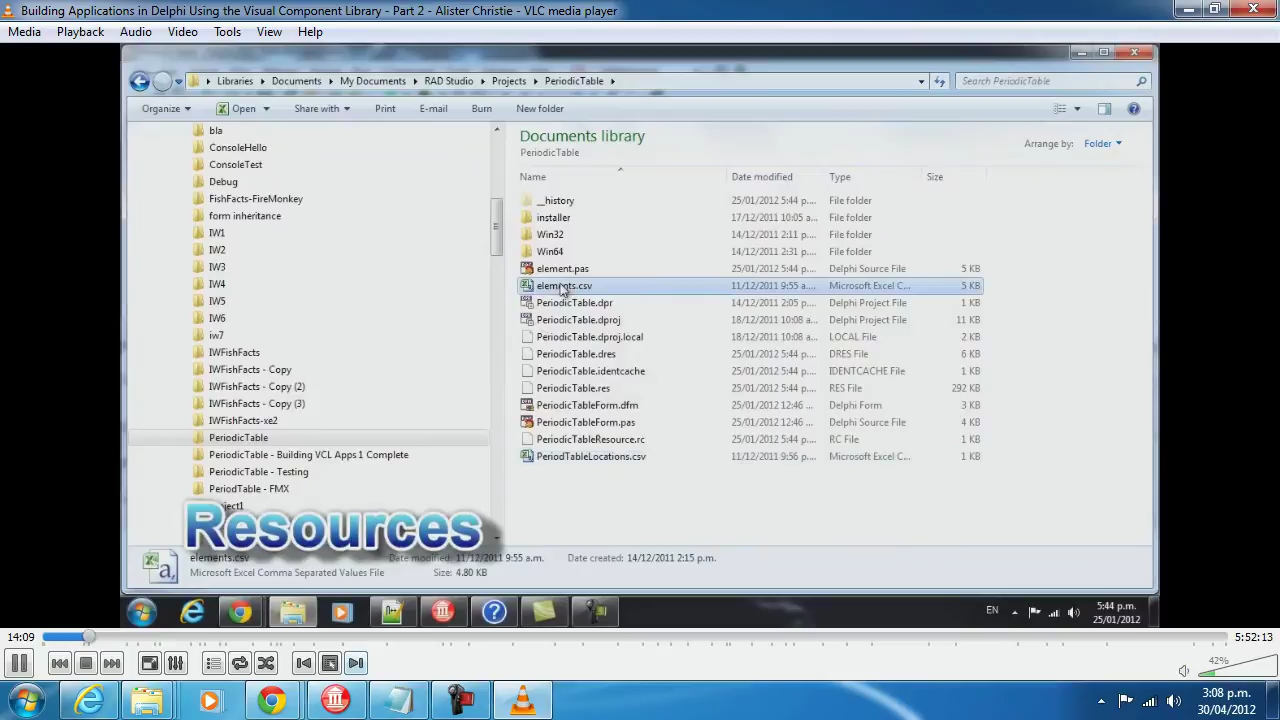 Building Applications in Delphi Using the Visual Component Library - Part 2 - Alister Christie - VLC media player
Media Playback Audio Video Tools View Help
Libraries Documents My Documents RAD Studio Projects PeriodicTable
Search PeriodicTable
Organize Open Share with Print E-mail Burn New folder
bla
ConsoleHello
ConsoleTest
Debug
FishFacts-FireMonkey
form inheritance
IW1
IW2
IW3
IW4
IW5
IW6
iw7
IWFishFacts
IWFishFacts - Copy
IWFishFacts - Copy (2)
IWFishFacts - Copy (3)
IWFishFacts-xe2
PeriodicTable
PeriodicTable - Building VCL Apps 1 Complete
PeriodicTable - Testing
PeriodTable - FMX
Documents library
PeriodicTable
Arrange by: Folder
Name Date modified Type Size
__history 25/01/2012 5:44 p.m. File folder
installer 17/12/2011 10:05 a... File folder
Win32 14/12/2011 2:11 p.... File folder
Win64 14/12/2011 2:31 p.... File folder
element.pas 25/01/2012 5:44 p.m. Delphi Source File 5 KB
elements.csv 11/12/2011 9:55 a.... Microsoft Excel C... 5 KB
PeriodicTable.dpr 14/12/2011 2:05 p.... Delphi Project File 1 KB
PeriodicTable.dproj 18/12/2011 10:08 a... Delphi Project File 11 KB
PeriodicTable.dproj.local 18/12/2011 10:08 a... LOCAL File 1 KB
PeriodicTable.dres 25/01/2012 5:44 p.m. DRES File 6 KB
PeriodicTable.identcache 25/01/2012 5:44 p.m. IDENTCACHE File 1 KB
PeriodicTable.res 25/01/2012 5:44 p.m. RES File 292 KB
PeriodicTableForm.dfm 25/01/2012 12:46 ... Delphi Form 3 KB
PeriodicTableForm.pas 25/01/2012 12:46 ... Delphi Source File 4 KB
PeriodicTableResource.rc 25/01/2012 5:44 p.m. RC File 1 KB
PeriodTableLocations.csv 11/12/2011 9:56 p.m. Microsoft Excel C... 1 KB
Resources
elements.csv Date modified: 11/12/2011 9:55 a.m. Date created: 14/12/2011 2:15 p.m.
Microsoft Excel Comma Separated Values File Size: 4.80 KB
EN 5:44 p.m.
25/01/2012
14:09 5:52:13
42%
3:08 p.m.
30/04/2012